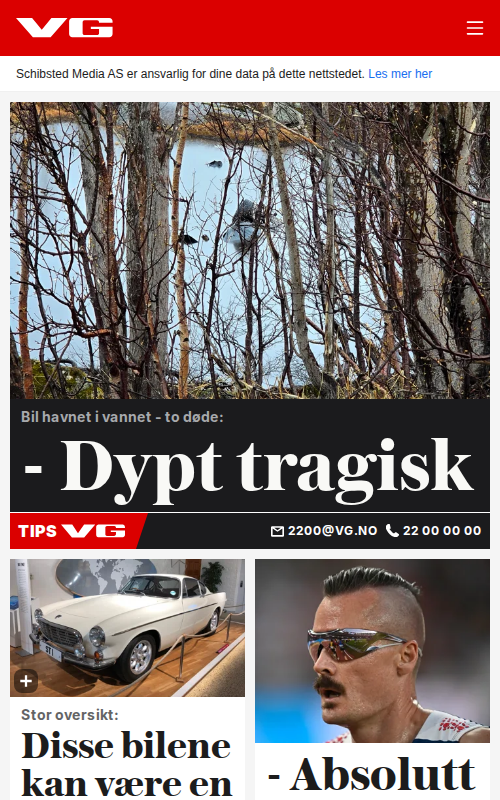 VG
Schibsted Media AS er ansvarlig for dine data på dette nettstedet. Les mer her
Bil havnet i vannet - to døde:
- Dypt tragisk
TIPS VG 2200@VG.NO 22 00 00 00
Stor oversikt:
Disse bilene
kan være en
- Absolutt